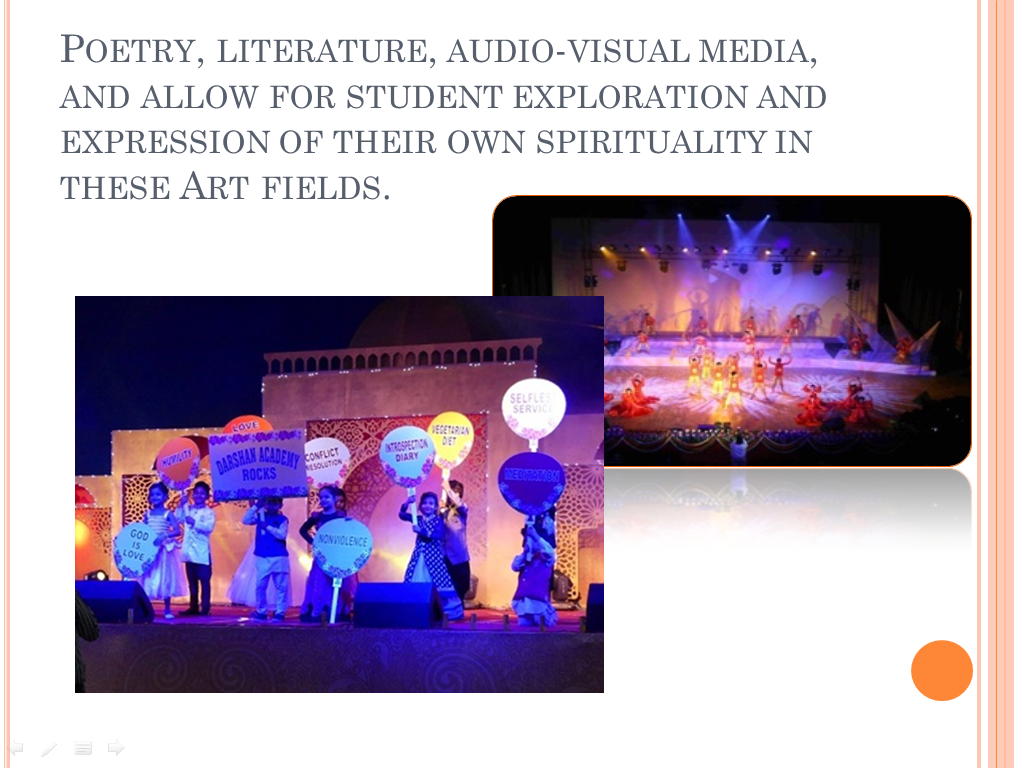 Poetry, literature, audio-visual media,
and allow for student exploration and
expression of their own spirituality in
these Art fields.
LOVE
HUMILITY
DARSHAN ACADEMY
ROCKS
CONFLICT
RESOLUTION
INTROSPECTION
DIARY
VEGETARIAN
DIET
SELFLES
SERVICE
MEDITATION
GOD
IS
LOVE
NONVIOLENCE